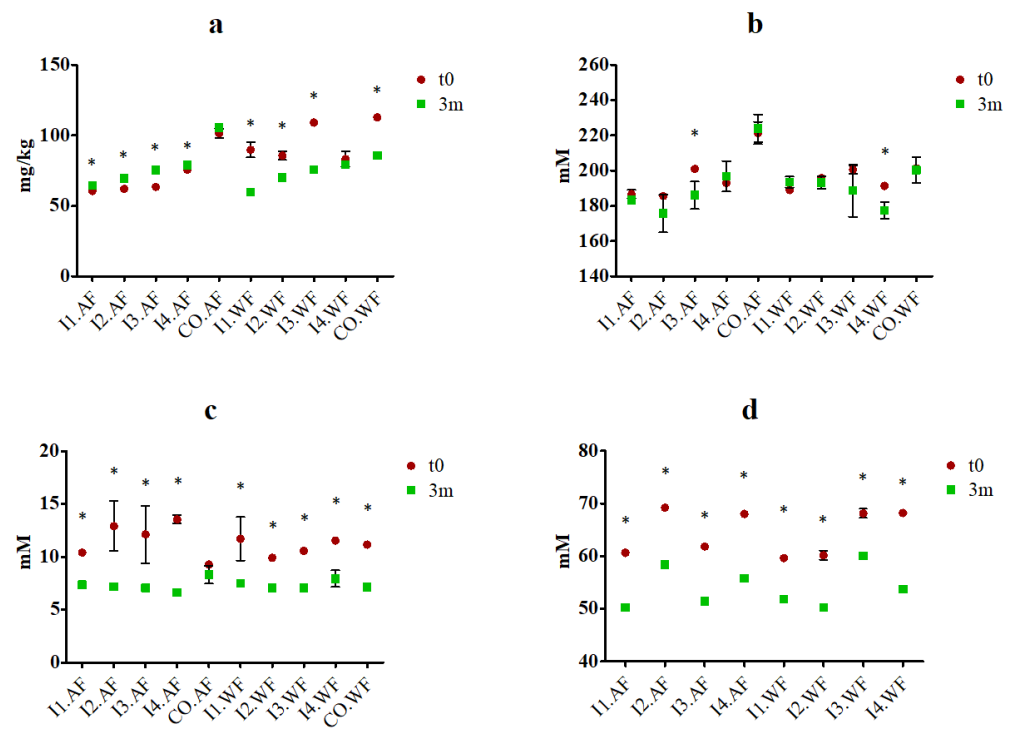 a
150
100
50
0
mg/kg
* * * * * * * *
t0
3m
I1.AF I2.AF I3.AF I4.AF CO.AF I1.WF I2.WF I3.WF I4.WF CO.WF
b
260
240
220
200
180
160
140
mM
* *
t0
3m
I1.AF I2.AF I3.AF I4.AF CO.AF I1.WF I2.WF I3.WF I4.WF CO.WF
c
20
15
10
5
0
mM
* * * * * * * * *
t0
3m
I1.AF I2.AF I3.AF I4.AF CO.AF I1.WF I2.WF I3.WF I4.WF CO.WF
d
80
70
60
50
40
mM
* * * * * * * *
t0
3m
I1.AF I2.AF I3.AF I4.AF I1.WF I2.WF I3.WF I4.WF